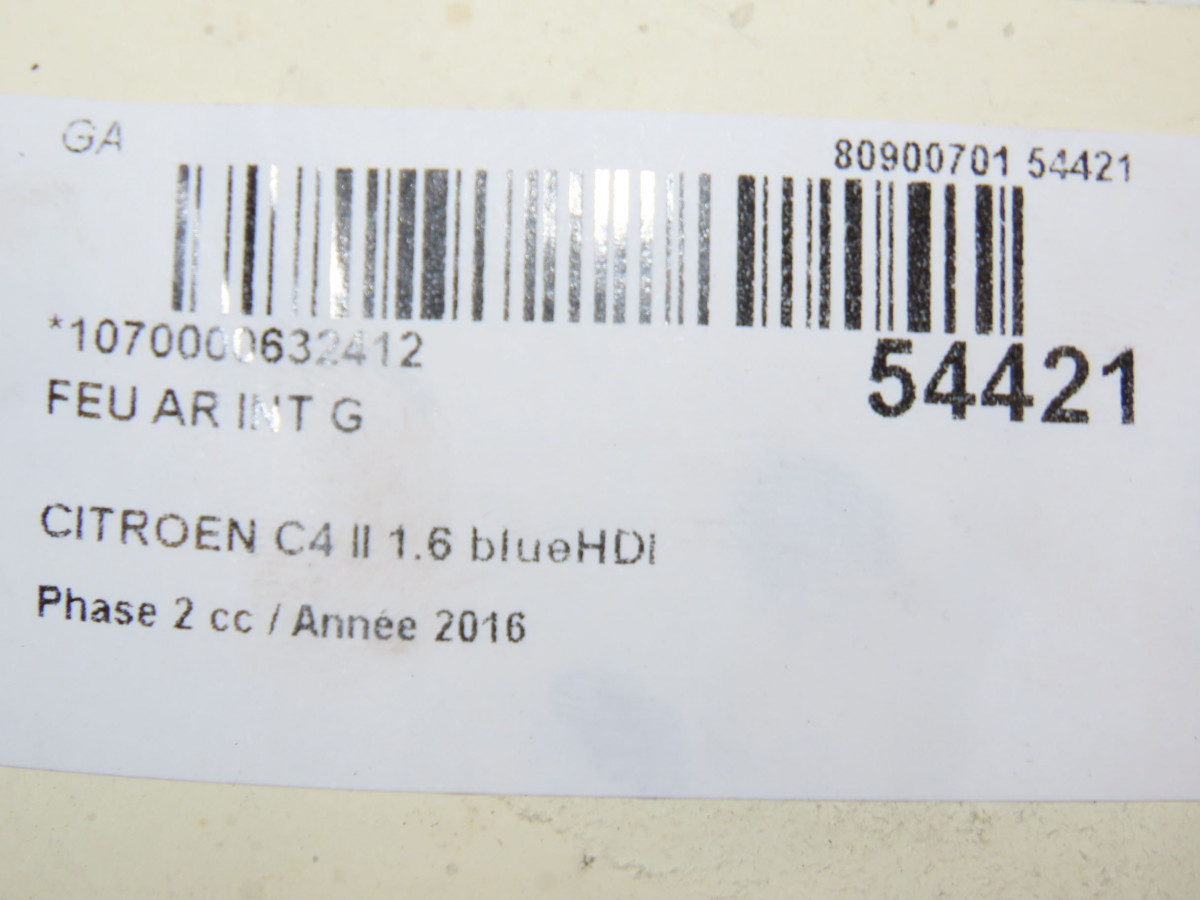 GA
80900701 54421
*1070000632412
54421
FEU AR INT G
CITROEN C4 II 1.6 blueHDi
Phase 2 cc / Année 2016